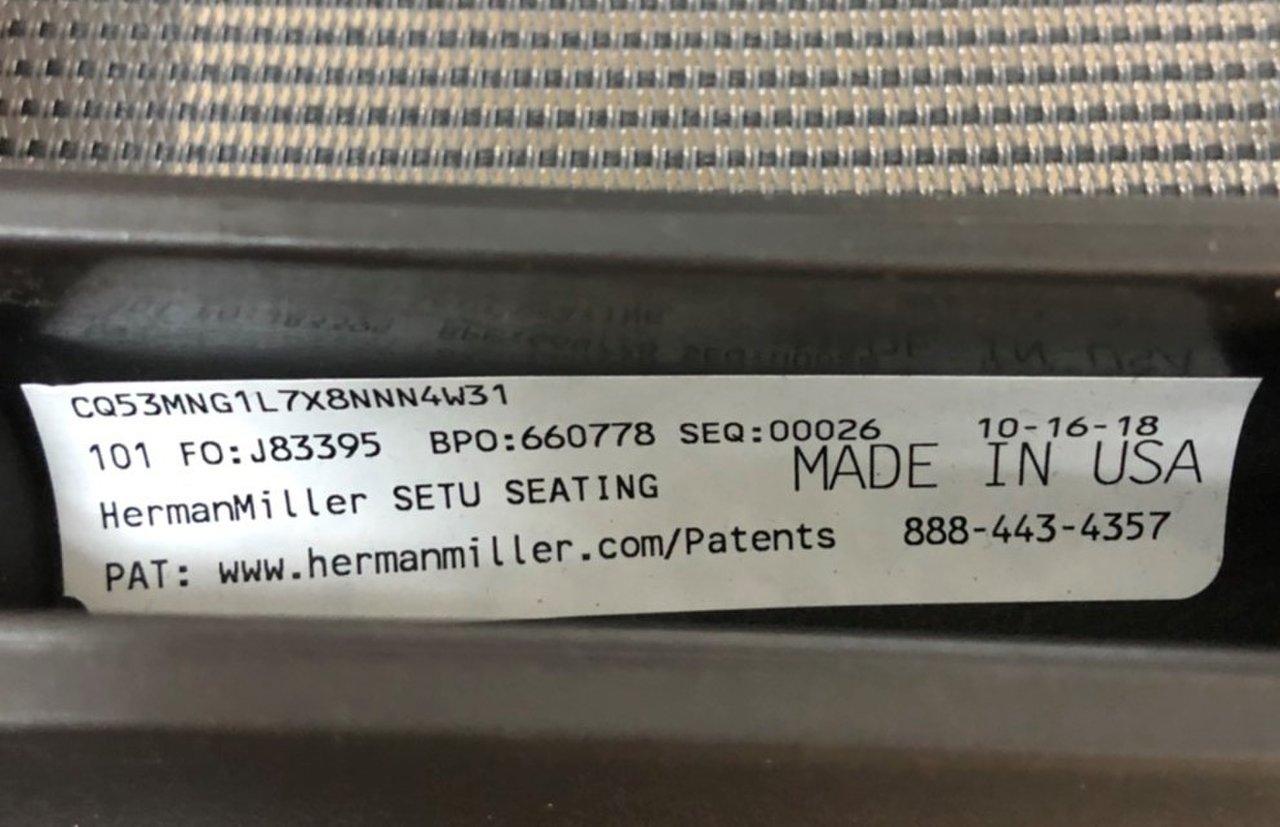 CQ53MNG1L7X8NNN4W31
101 FO:J83395 BPO:660778 SEQ:00026 10-16-18
MADE IN USA
HermanMiller SETU SEATING
PAT: www.hermanmiller.com/Patents 888-443-4357